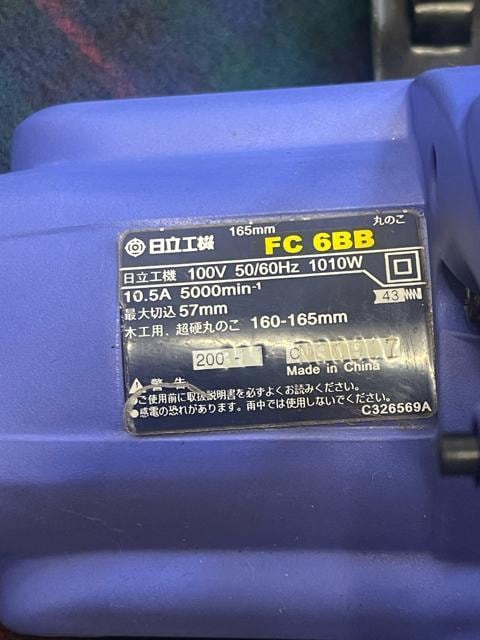 165mm 丸のこ
日立工機 FC 6BB
日立工機 100V 50/60Hz 1010W
10.5A 5000min-¹
43
最大切込 57mm
木工用、超硬丸のこ 160-165mm
Made in China
警告
ご使用前に取扱説明書を必ずよくお読みください。
●感電の恐れがあります。雨中では使用しないでください。
C326569A